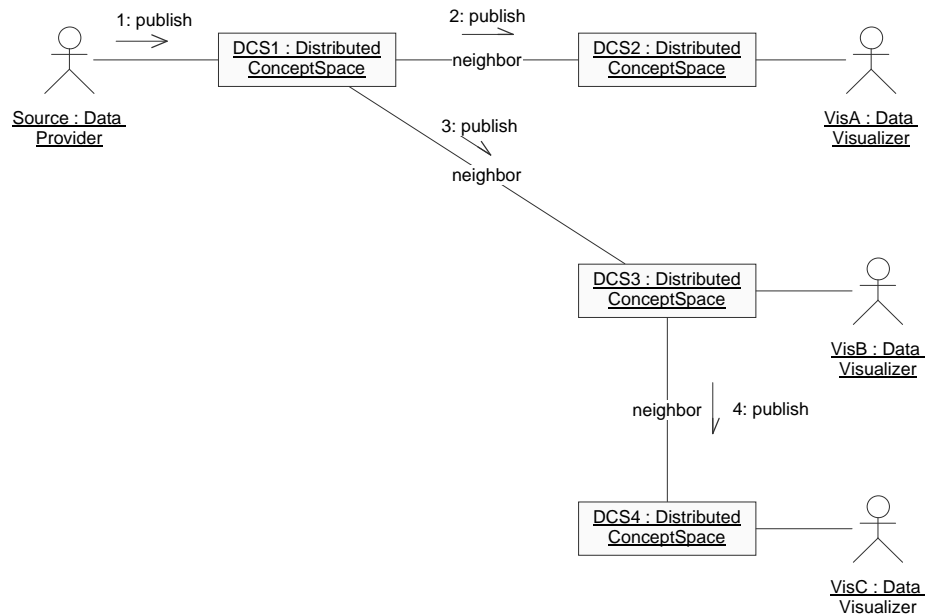 1: publish
2: publish
DCS1 : Distributed
ConceptSpace
neighbor
DCS2 : Distributed
ConceptSpace
Source : Data
Provider
VisA : Data
Visualizer
3: publish
neighbor
DCS3 : Distributed
ConceptSpace
VisB : Data
Visualizer
neighbor
4: publish
DCS4 : Distributed
ConceptSpace
VisC : Data
Visualizer